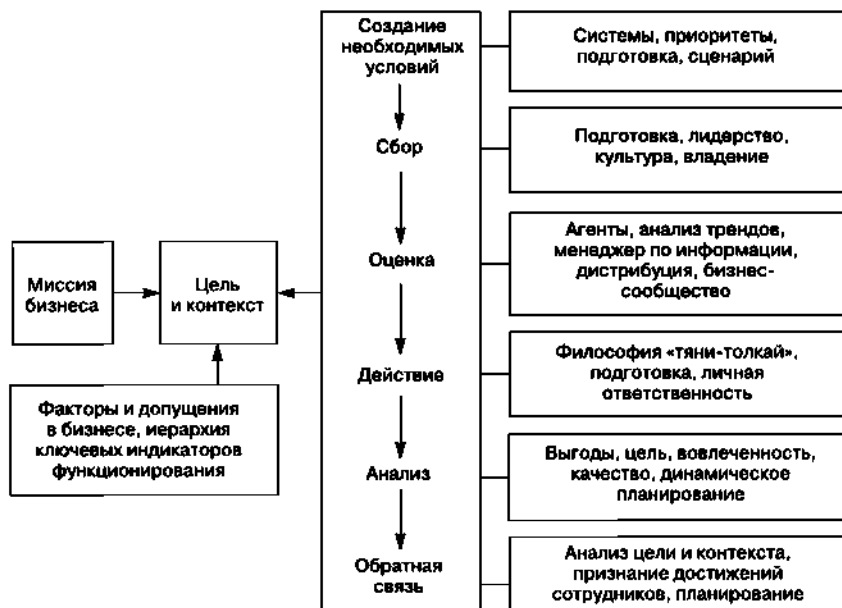 Миссия
бизнеса
Цель
и контекст
Факторы и допущения
в бизнесе, иерархия
ключевых индикаторов
функционирования
Создание
необходимых
условий
Сбор
Оценка
Действие
Анализ
Обратная
связь
Системы, приоритеты,
подготовка, сценарий
Подготовка, лидерство,
культура, владение
Агенты, анализ трендов,
менеджер по информации,
дистрибуция, бизнес-
сообщество
Философия «тяни-толкай»,
подготовка, личная
ответственность
Выгоды, цель, вовлеченность,
качество, динамическое
планирование
Анализ цели и контекста,
признание достижений
сотрудников, планирование